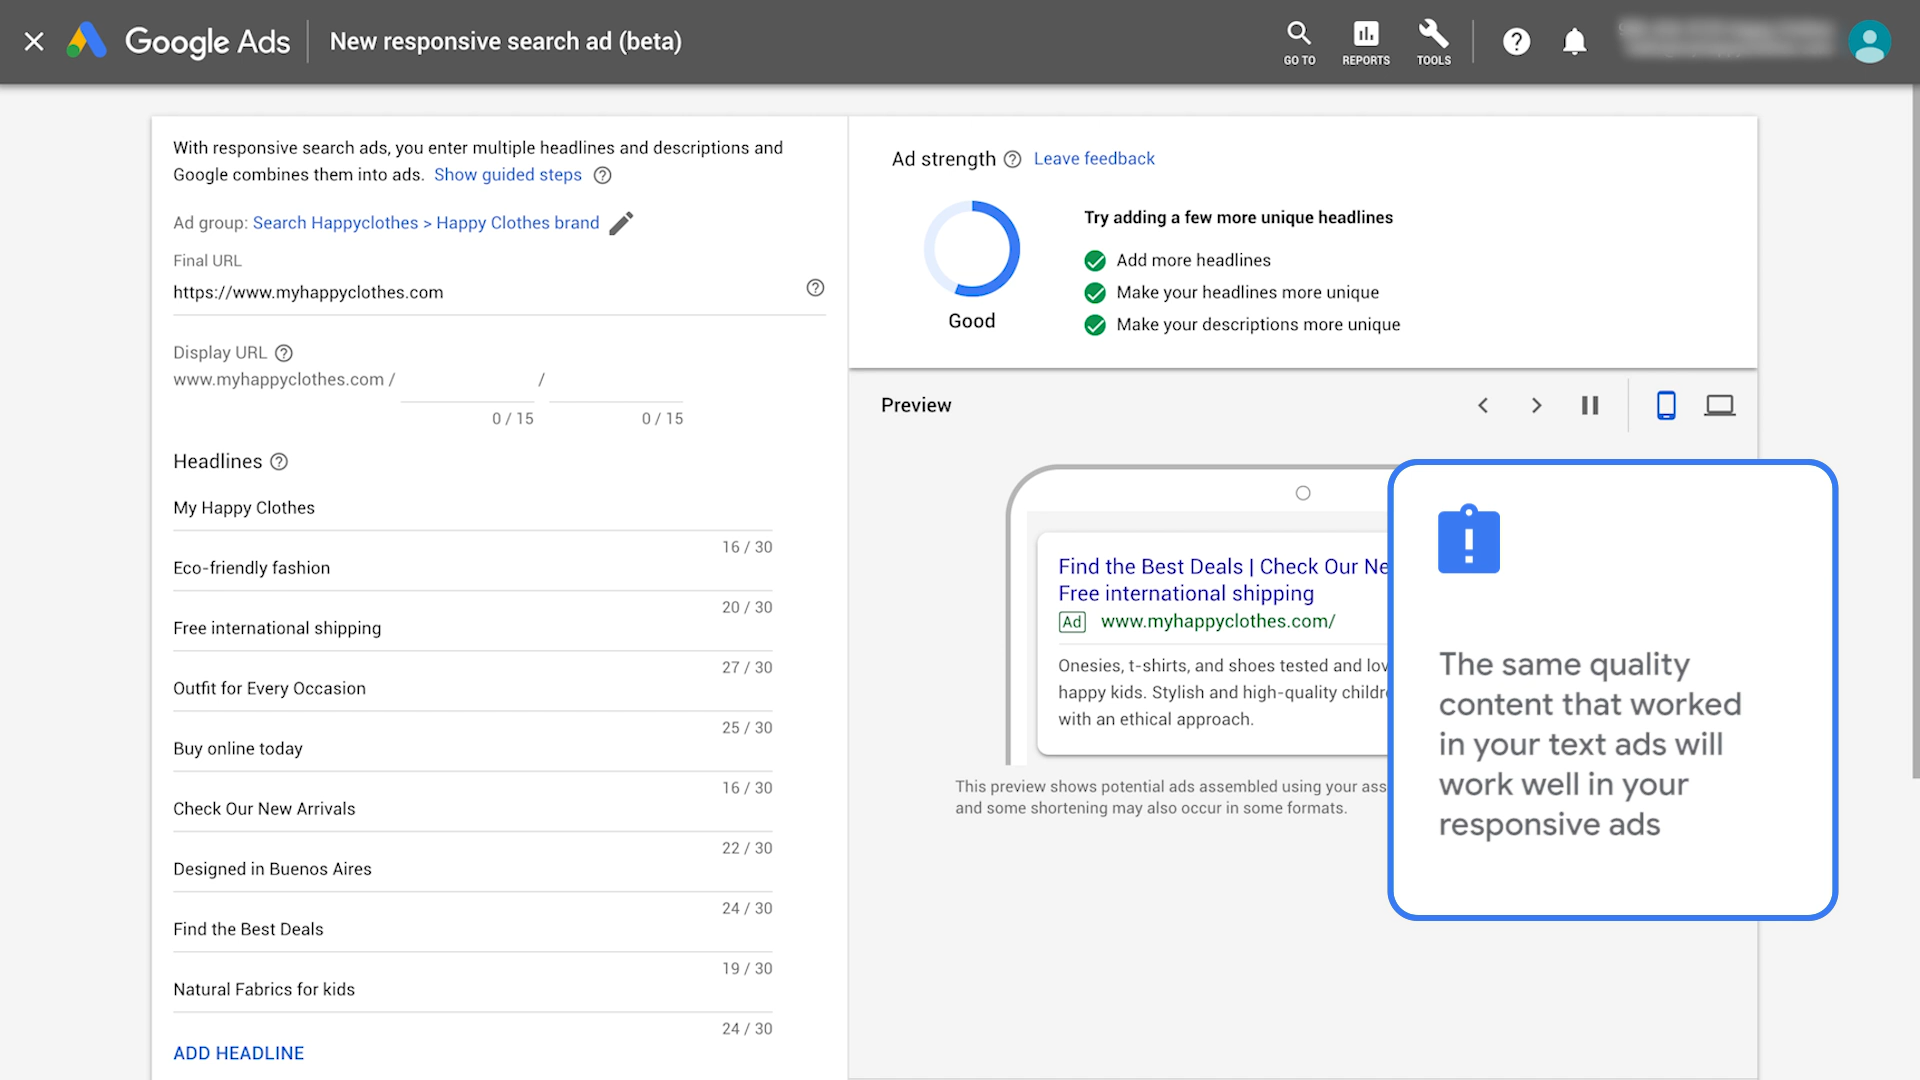 Google Ads
New responsive search ad (beta)
GO TO
REPORTS
TOOLS
With responsive search ads, you enter multiple headlines and descriptions and
Google combines them into ads. Show guided steps
Ad group: Search Happyclothes > Happy Clothes brand
Final URL
https://www.myhappyclothes.com
Display URL
www.myhappyclothes.com / /
0 / 15 0 / 15
Headlines
My Happy Clothes
16 / 30
Eco-friendly fashion
20 / 30
Free international shipping
27 / 30
Outfit for Every Occasion
25 / 30
Buy online today
16 / 30
Check Our New Arrivals
22 / 30
Designed in Buenos Aires
24 / 30
Find the Best Deals
19 / 30
Natural Fabrics for kids
24 / 30
ADD HEADLINE
Ad strength Leave feedback
Good
Try adding a few more unique headlines
Add more headlines
Make your headlines more unique
Make your descriptions more unique
Preview
Find the Best Deals | Check Our Ne
Free international shipping
Ad www.myhappyclothes.com/
Onesies, t-shirts, and shoes tested and lov
happy kids. Stylish and high-quality childre
with an ethical approach.
This preview shows potential ads assembled using your ass
and some shortening may also occur in some formats.
The same quality
content that worked
in your text ads will
work well in your
responsive ads